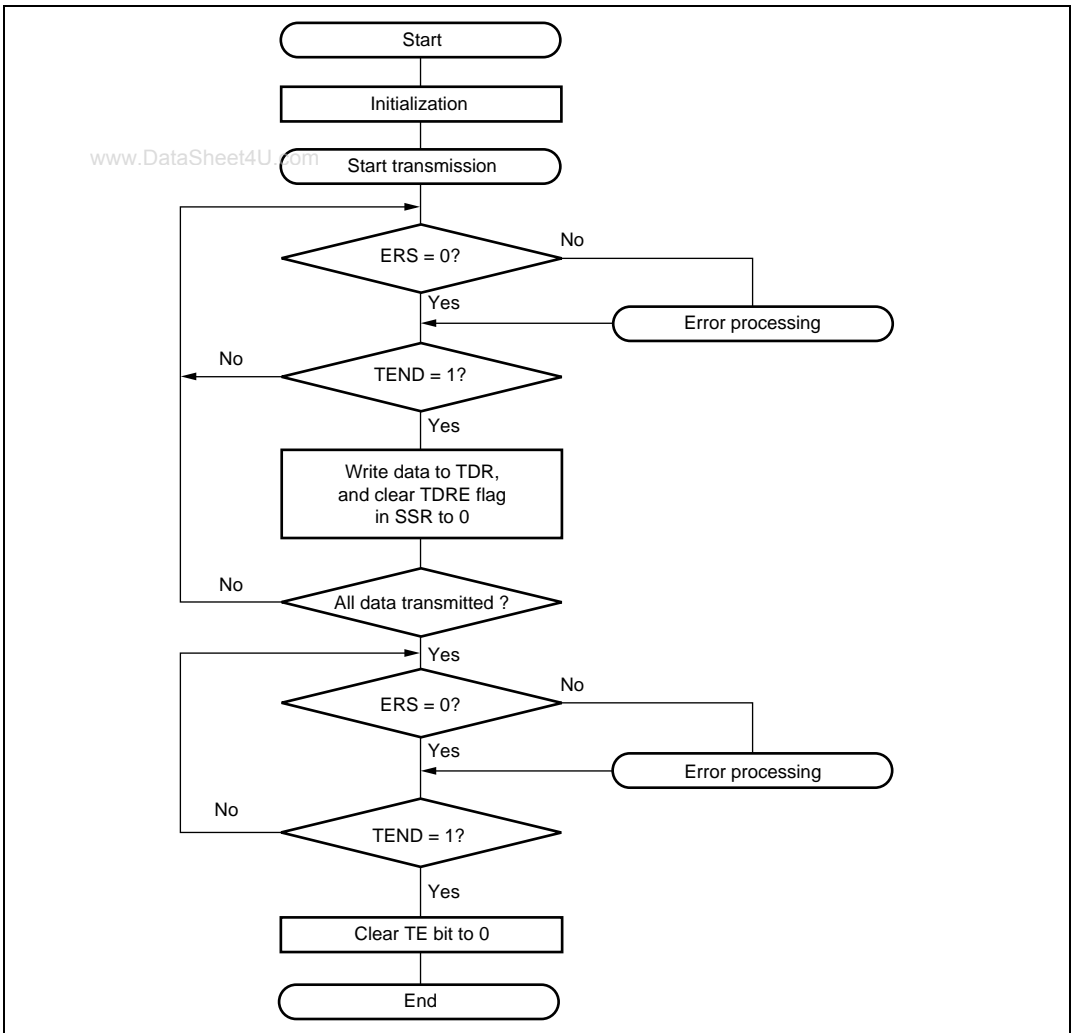 Start
Initialization
www.DataSheet4U.com
Start transmission
ERS = 0?
No
Yes
Error processing
No
TEND = 1?
Yes
Write data to TDR,
and clear TDRE flag
in SSR to 0
No
All data transmitted ?
Yes
ERS = 0?
No
Yes
Error processing
No
TEND = 1?
Yes
Clear TE bit to 0
End